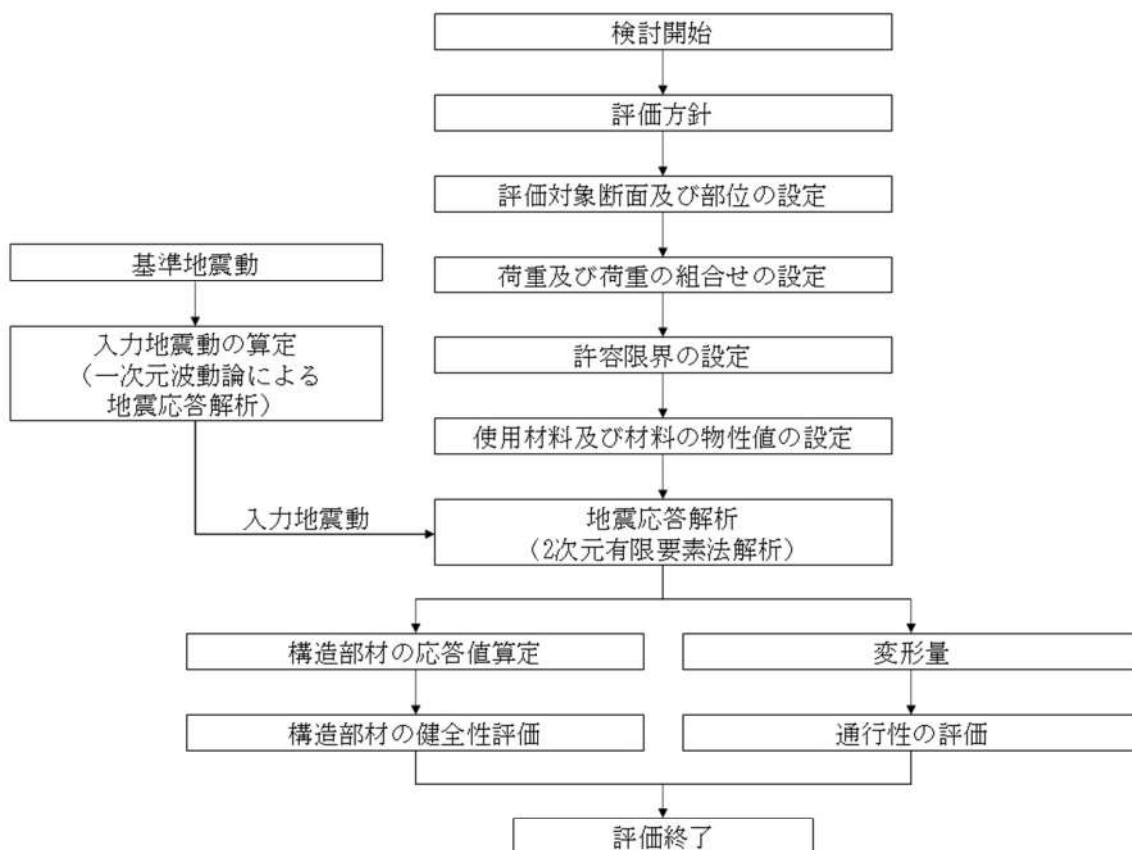 検討開始
評価方針
評価対象断面及び部位の設定
荷重及び荷重の組合せの設定
許容限界の設定
使用材料及び材料の物性値の設定
基準地震動
入力地震動の算定
（一次元波動論による
地震応答解析）
入力地震動
地震応答解析
（2次元有限要素法解析）
構造部材の応答値算定
変形量
構造部材の健全性評価
通行性の評価
評価終了